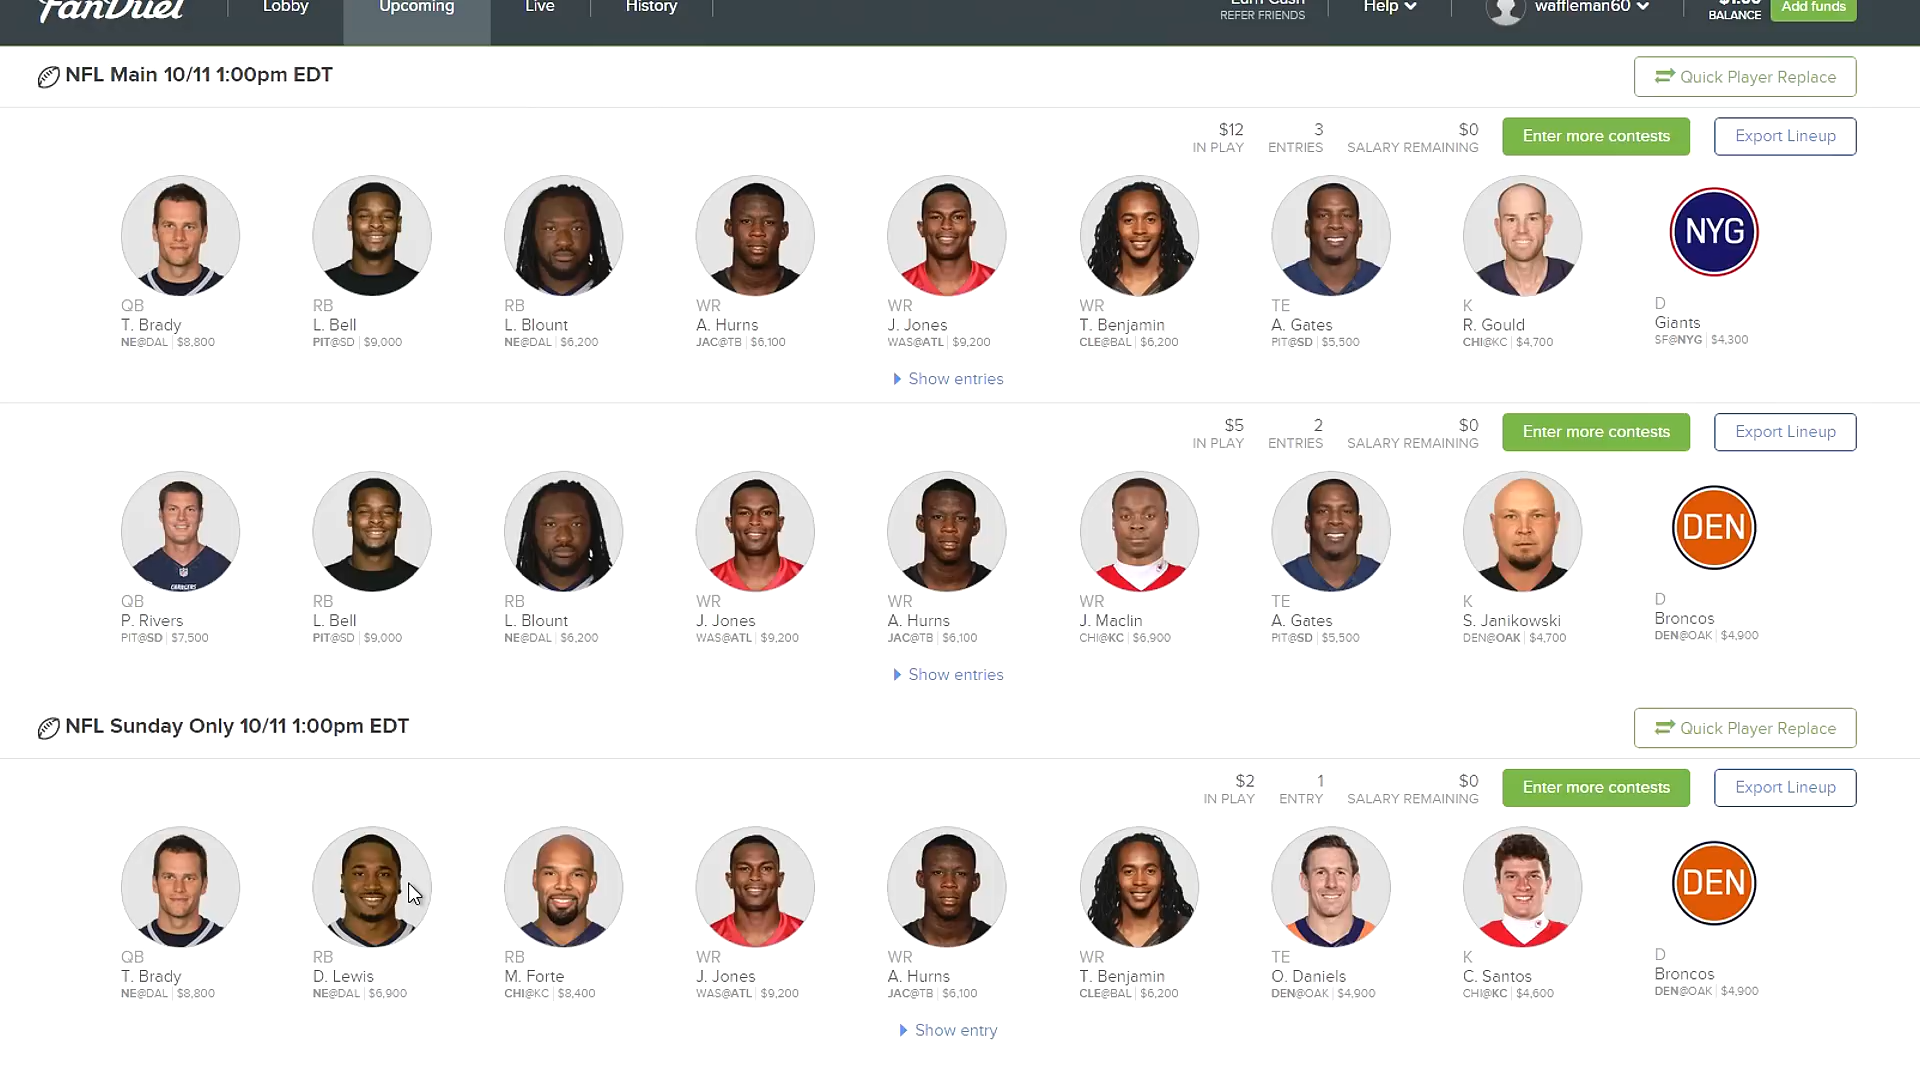 FanDuel
Lobby
Upcoming
Live
History
Earn Cash
REFER FRIENDS
Help
waffleman60
BALANCE
Add funds
NFL Main 10/11 1:00pm EDT
Quick Player Replace
$12 3 $0
IN PLAY ENTRIES SALARY REMAINING
Enter more contests
Export Lineup
NYG
QB RB RB WR WR WR TE K D
T. Brady L. Bell L. Blount A. Hurns J. Jones T. Benjamin A. Gates R. Gould Giants
NE@DAL $8,800 PIT@SD $9,000 NE@DAL $6,200 JAC@TB $6,100 WAS@ATL $9,200 CLE@BAL $6,200 PIT@SD $5,500 CHI@KC $4,700 SF@NYG $4,300
Show entries
$5 2 $0
IN PLAY ENTRIES SALARY REMAINING
Enter more contests
Export Lineup
CHARGERS
DEN
QB RB RB WR WR WR TE K D
P. Rivers L. Bell L. Blount J. Jones A. Hurns J. Maclin A. Gates S. Janikowski Broncos
PIT@SD $7,500 PIT@SD $9,000 NE@DAL $6,200 WAS@ATL $9,200 JAC@TB $6,100 CHI@KC $6,900 PIT@SD $5,500 DEN@OAK $4,700 DEN@OAK $4,900
Show entries
NFL Sunday Only 10/11 1:00pm EDT
Quick Player Replace
$2 1 $0
IN PLAY ENTRY SALARY REMAINING
Enter more contests
Export Lineup
DEN
QB RB RB WR WR WR TE K D
T. Brady D. Lewis M. Forte J. Jones A. Hurns T. Benjamin O. Daniels C. Santos Broncos
NE@DAL $8,800 NE@DAL $6,900 CHI@KC $8,400 WAS@ATL $9,200 JAC@TB $6,100 CLE@BAL $6,200 DEN@OAK $4,900 CHI@KC $4,600 DEN@OAK $4,900
Show entry